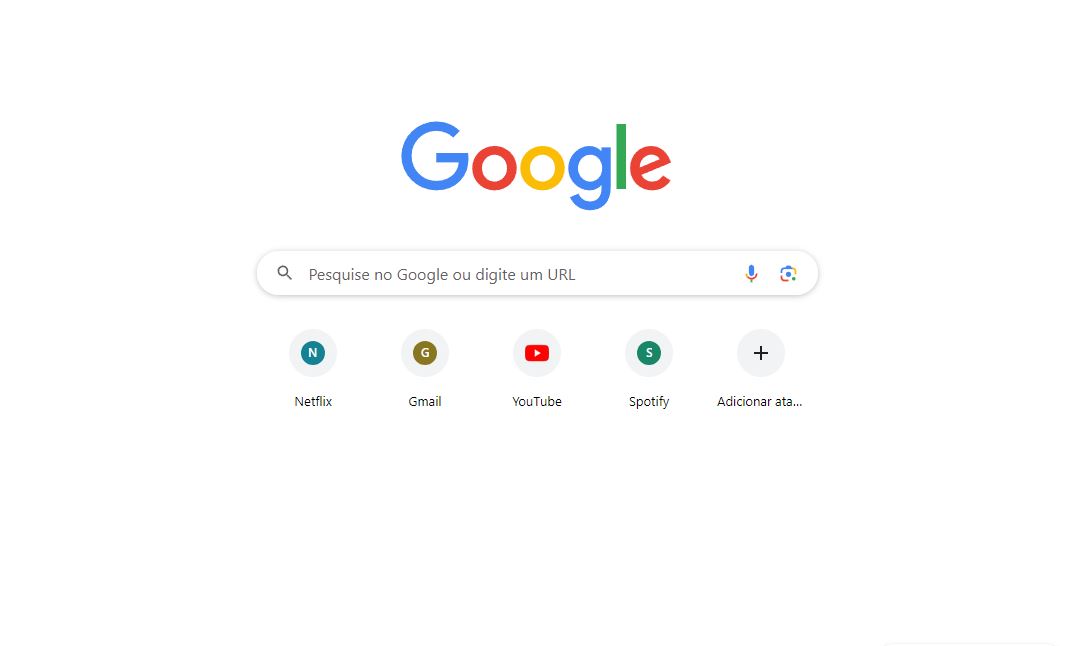 Google
Pesquise no Google ou digite um URL
N
G
S
Netflix
Gmail
YouTube
Spotify
Adicionar ata...